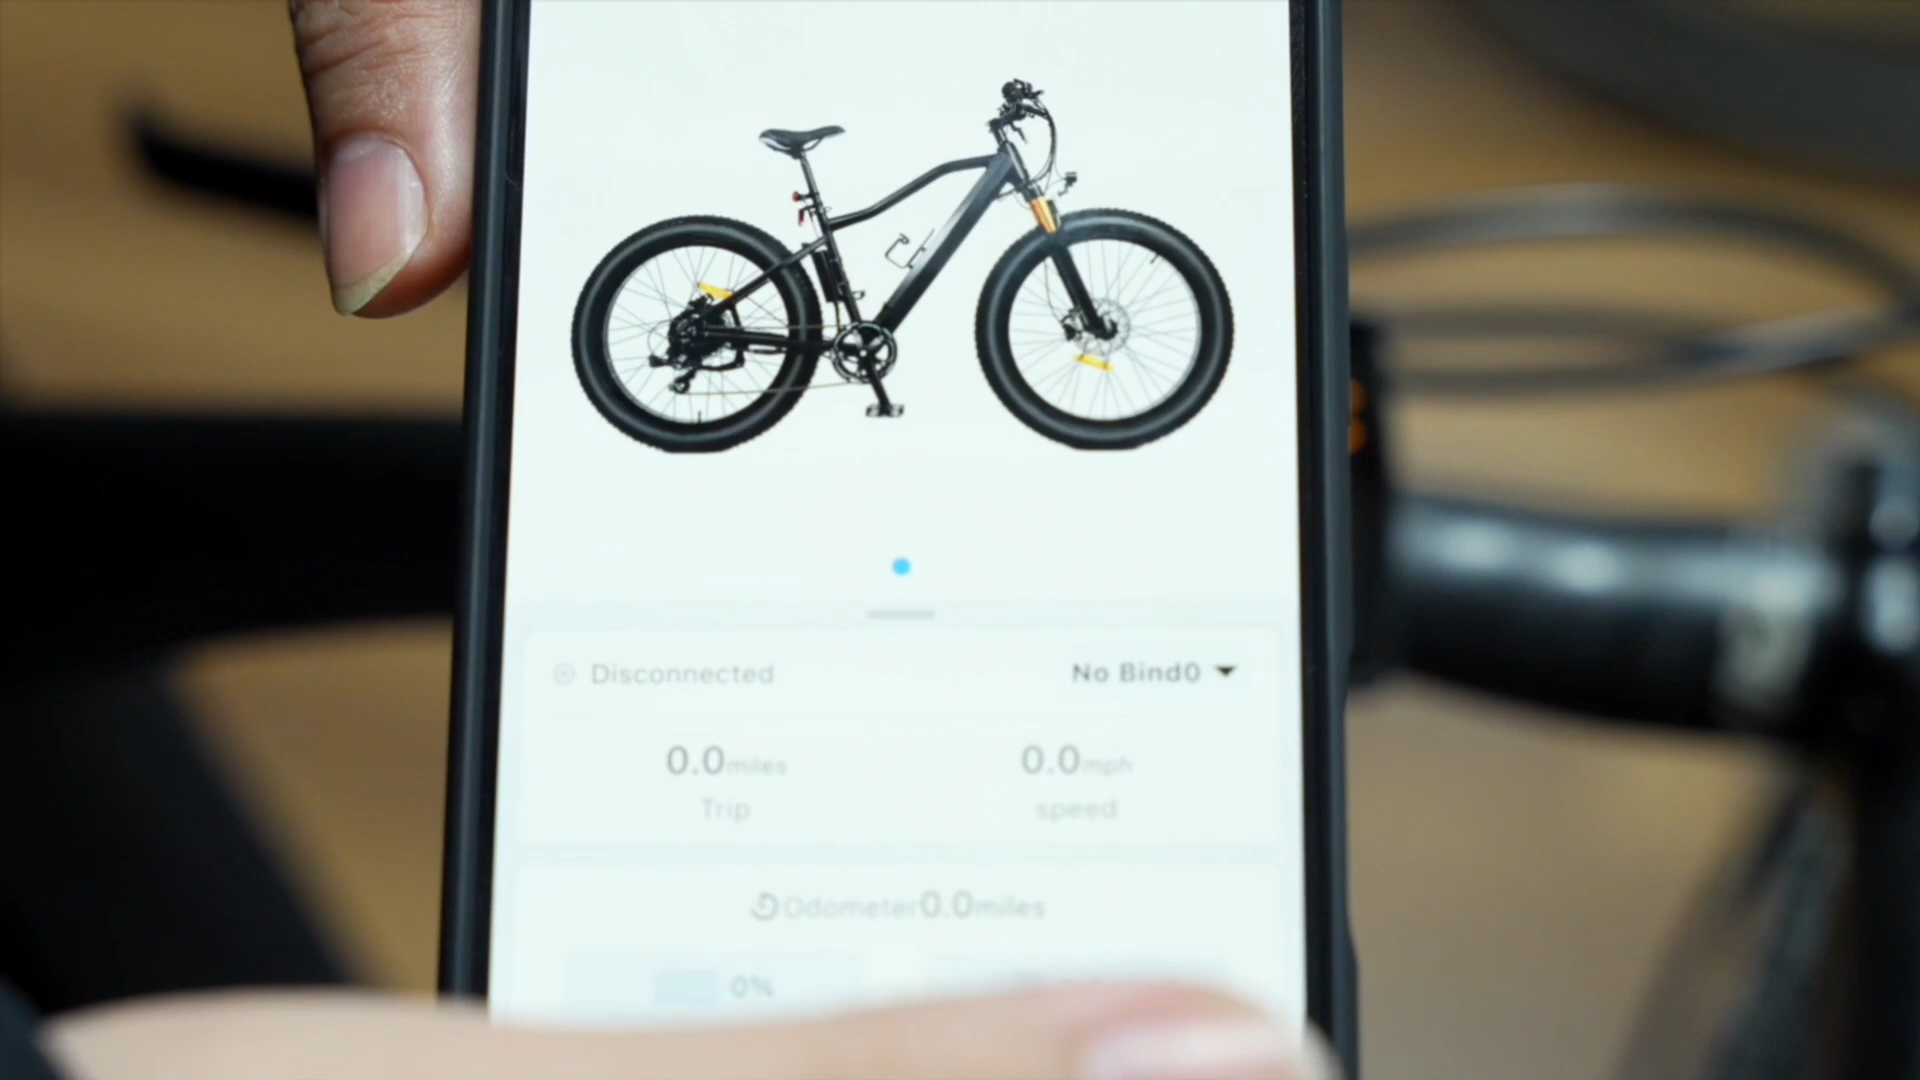 Disconnected
No Bind0
0.0miles
0.0mph
Trip
speed
Odometer0.0miles
0%